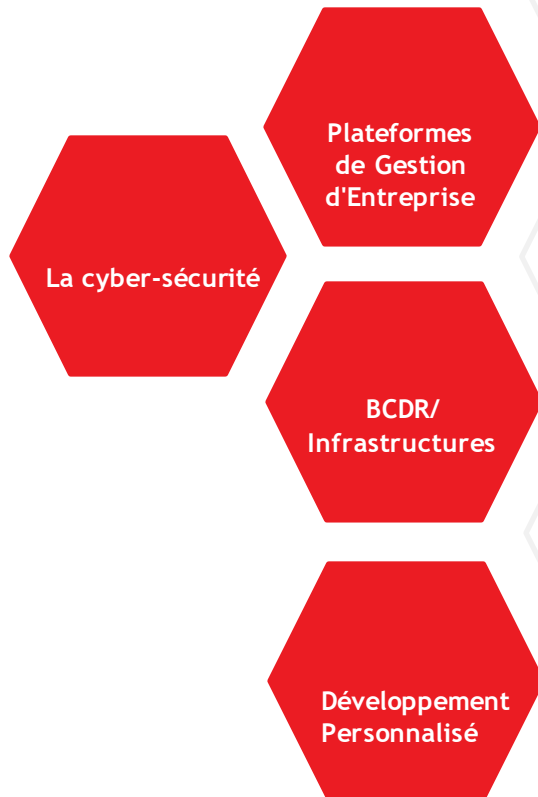 Plateformes
de Gestion
d'Entreprise
La cyber-sécurité
BCDR/
Infrastructures
Développement
Personnalisé